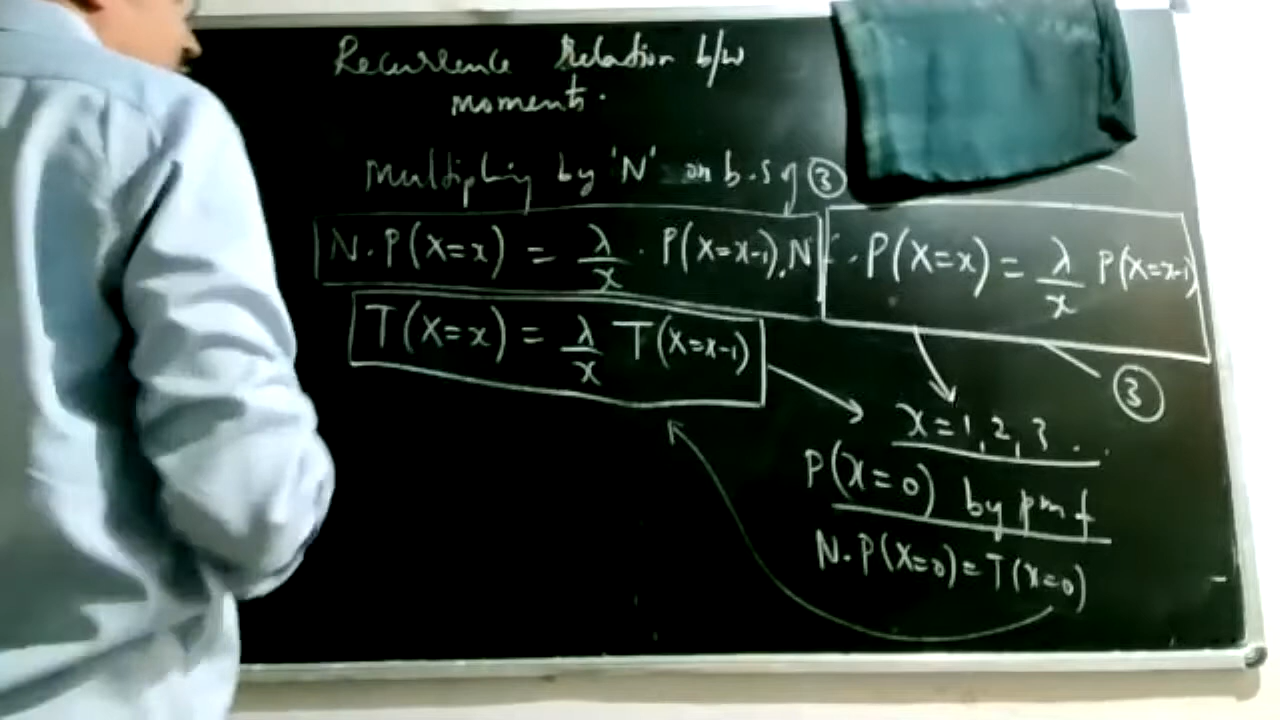 Recurrence Relation b/w
moments.
Multiplying by 'N' on b.s of ③
N.P(X=x) = λ/x . P(X=x-1).N
. P(X=x) = λ/x P(X=x-1)
T(X=x) = λ/x T(X=x-1)
③
x=1,2,3 . .
P(X=0) by pmf
N.P(X=0)=T(X=0)